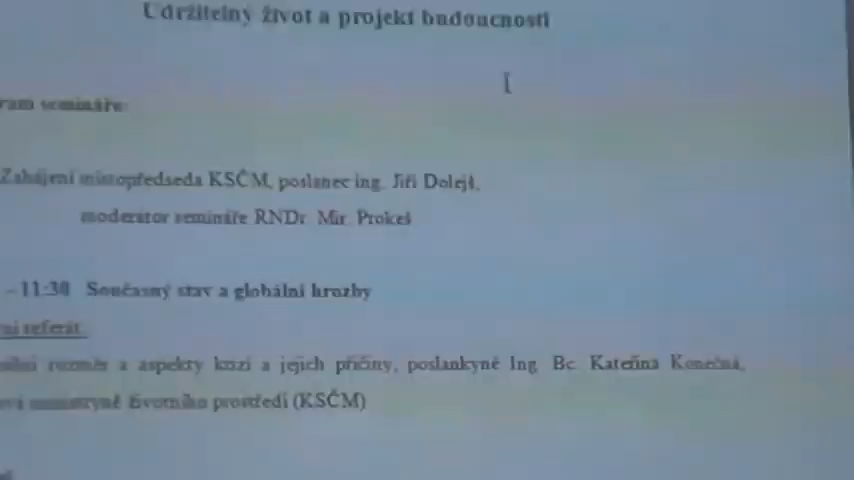 Udržitelný život a projekt budoucnosti
ram semináře:
Zahájení místopředseda KSČM, poslanec ing. Jiří Dolejš,
moderátor semináře RNDr. Mir. Prokeš
– 11:30 Současný stav a globální hrozby
ní referát:
rozměr a aspekty krizí a jejich příčiny, poslankyně Ing. Bc. Kateřina Konečná,
ministryně životního prostředí (KSČM)